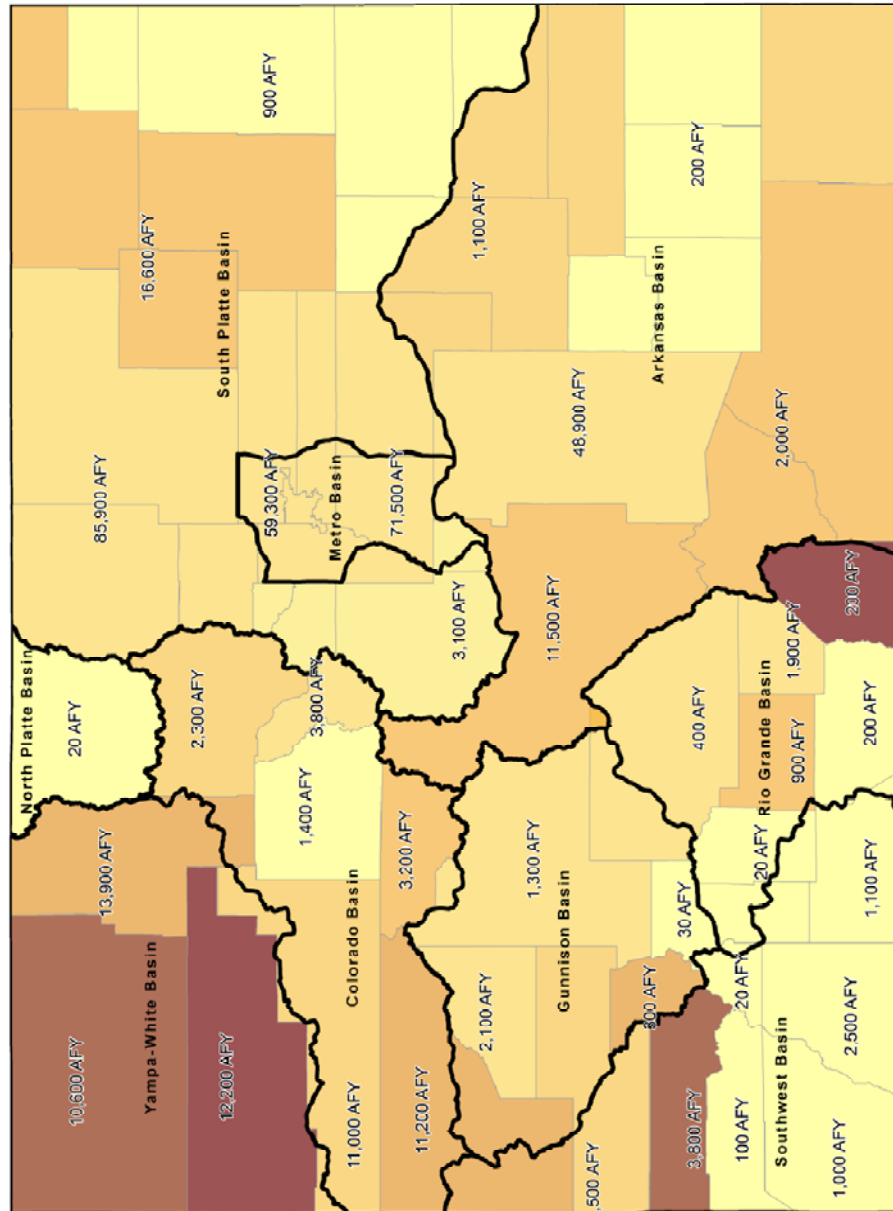 North Platte Basin
10,600 AFY
20 AFY
13,900 AFY
85,900 AFY
Yampa-White Basin
16,600 AFY
12,200 AFY
2,300 AFY
South Platte Basin
59,300 AFY
900 AFY
1,400 AFY
3,800 AFY
Metro Basin
11,000 AFY
Colorado Basin
11,200 AFY
3,200 AFY
71,500 AFY
3,100 AFY
1,100 AFY
2,100 AFY
1,300 AFY
Gunnison Basin
11,500 AFY
48,900 AFY
,500 AFY
AFY
Arkansas Basin
3,800 AFY
30 AFY
400 AFY
200 AFY
100 AFY
20 AFY
20 AFY
Rio Grande Basin
Southwest Basin
2,000 AFY
900 AFY
1,900 AFY
1,000 AFY
2,500 AFY
200 AFY
1,100 AFY
200 AFY